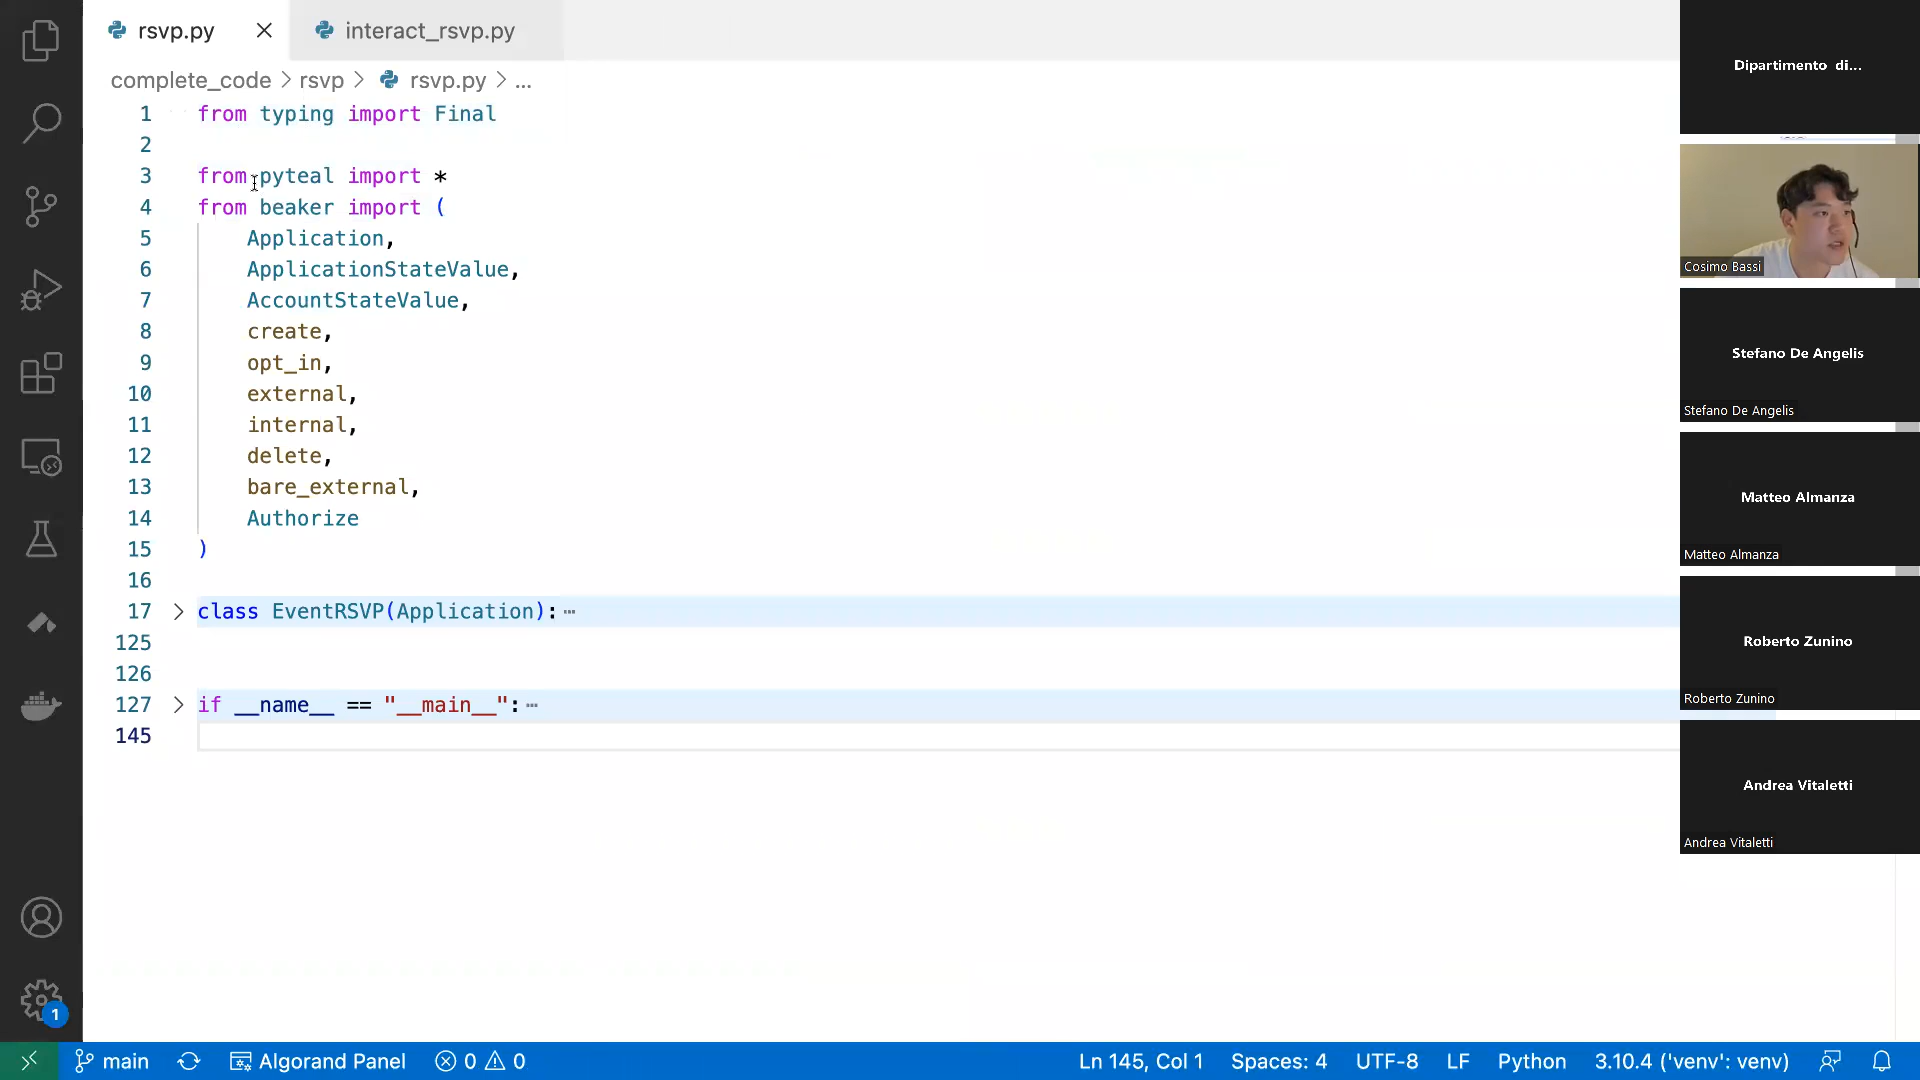 rsvp.py
interact_rsvp.py
complete_code > rsvp > rsvp.py > ...
1 from typing import Final
2
3 from pyteal import *
4 from beaker import (
5 Application,
6 ApplicationStateValue,
7 AccountStateValue,
8 create,
9 opt_in,
10 external,
11 internal,
12 delete,
13 bare_external,
14 Authorize
15 )
16
17 class EventRSVP(Application):
125
126
127 if __name__ == "__main__":
145
Dipartimento di...
Cosimo Bassi
Stefano De Angelis
Stefano De Angelis
Matteo Almanza
Matteo Almanza
Roberto Zunino
Roberto Zunino
Andrea Vitaletti
Andrea Vitaletti
1
main
Algorand Panel
0 0
Ln 145, Col 1
Spaces: 4
UTF-8
LF
Python
3.10.4 ('venv': venv)